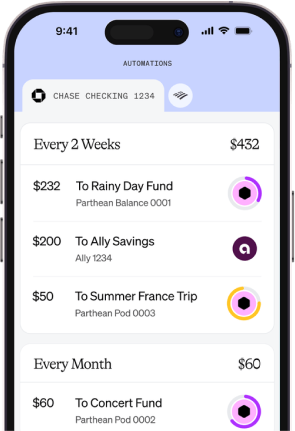 9:41
AUTOMATIONS
CHASE CHECKING 1234
Every 2 Weeks $432
$232 To Rainy Day Fund
Parthean Balance 0001
$200 To Ally Savings
Ally 1234
a
$50 To Summer France Trip
Parthean Pod 0003
Every Month $60
$60 To Concert Fund
Parthean Pod 0002